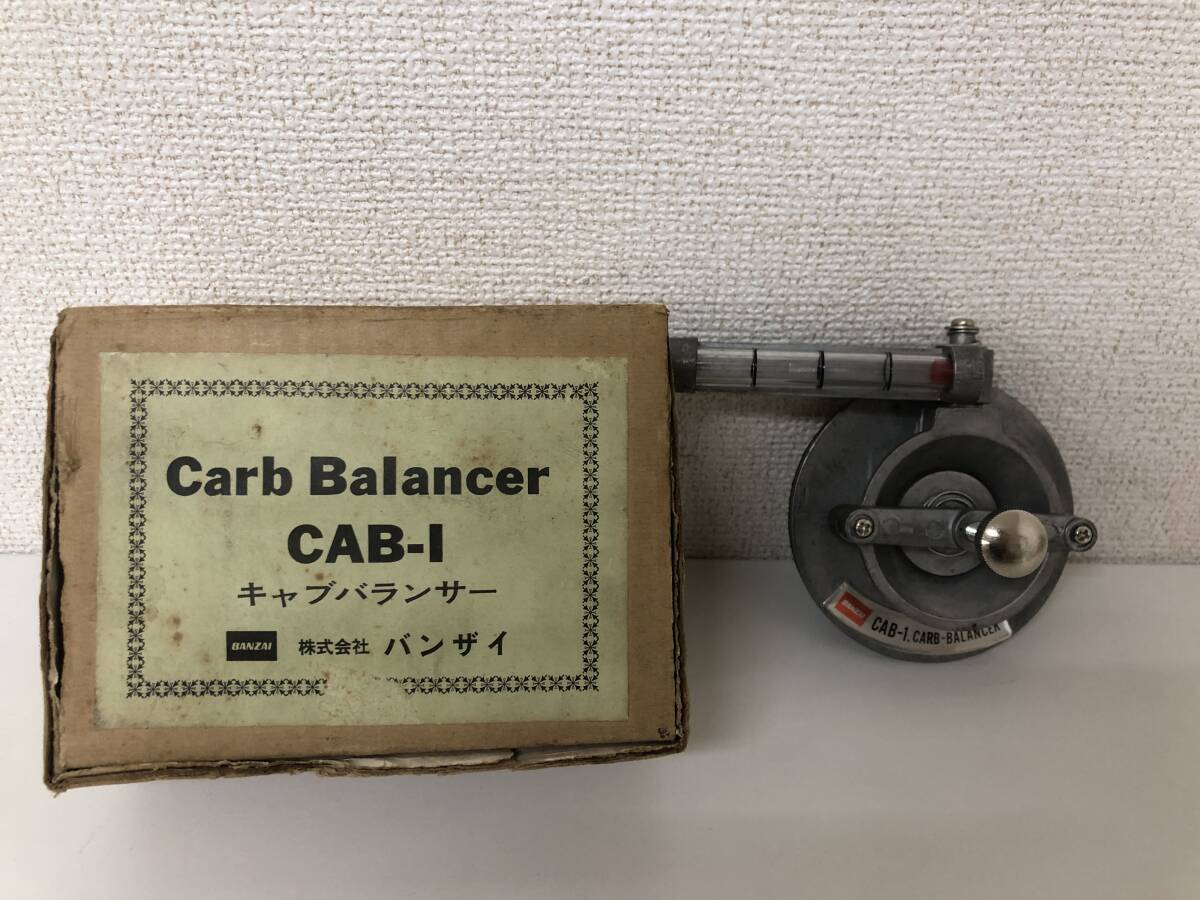 Carb Balancer
CAB-I
キャブバランサー
BANZAI 株式会社 バンザイ
BANZAI CAB-1. CARB-BALANCER